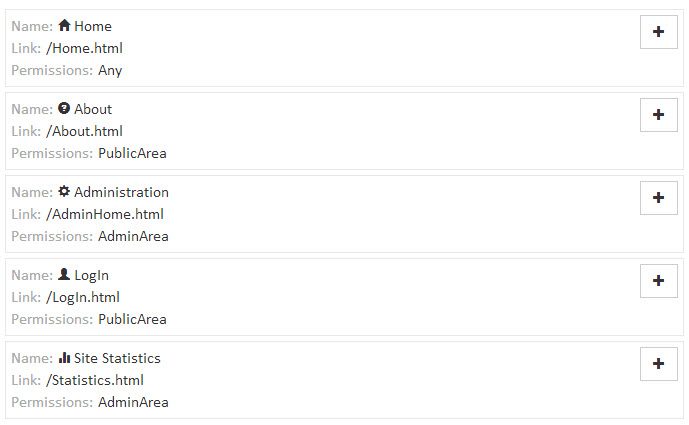 Name: Home
Link: /Home.html
Permissions: Any
Name: About
Link: /About.html
Permissions: PublicArea
Name: Administration
Link: /AdminHome.html
Permissions: AdminArea
Name: LogIn
Link: /LogIn.html
Permissions: PublicArea
Name: Site Statistics
Link: /Statistics.html
Permissions: AdminArea